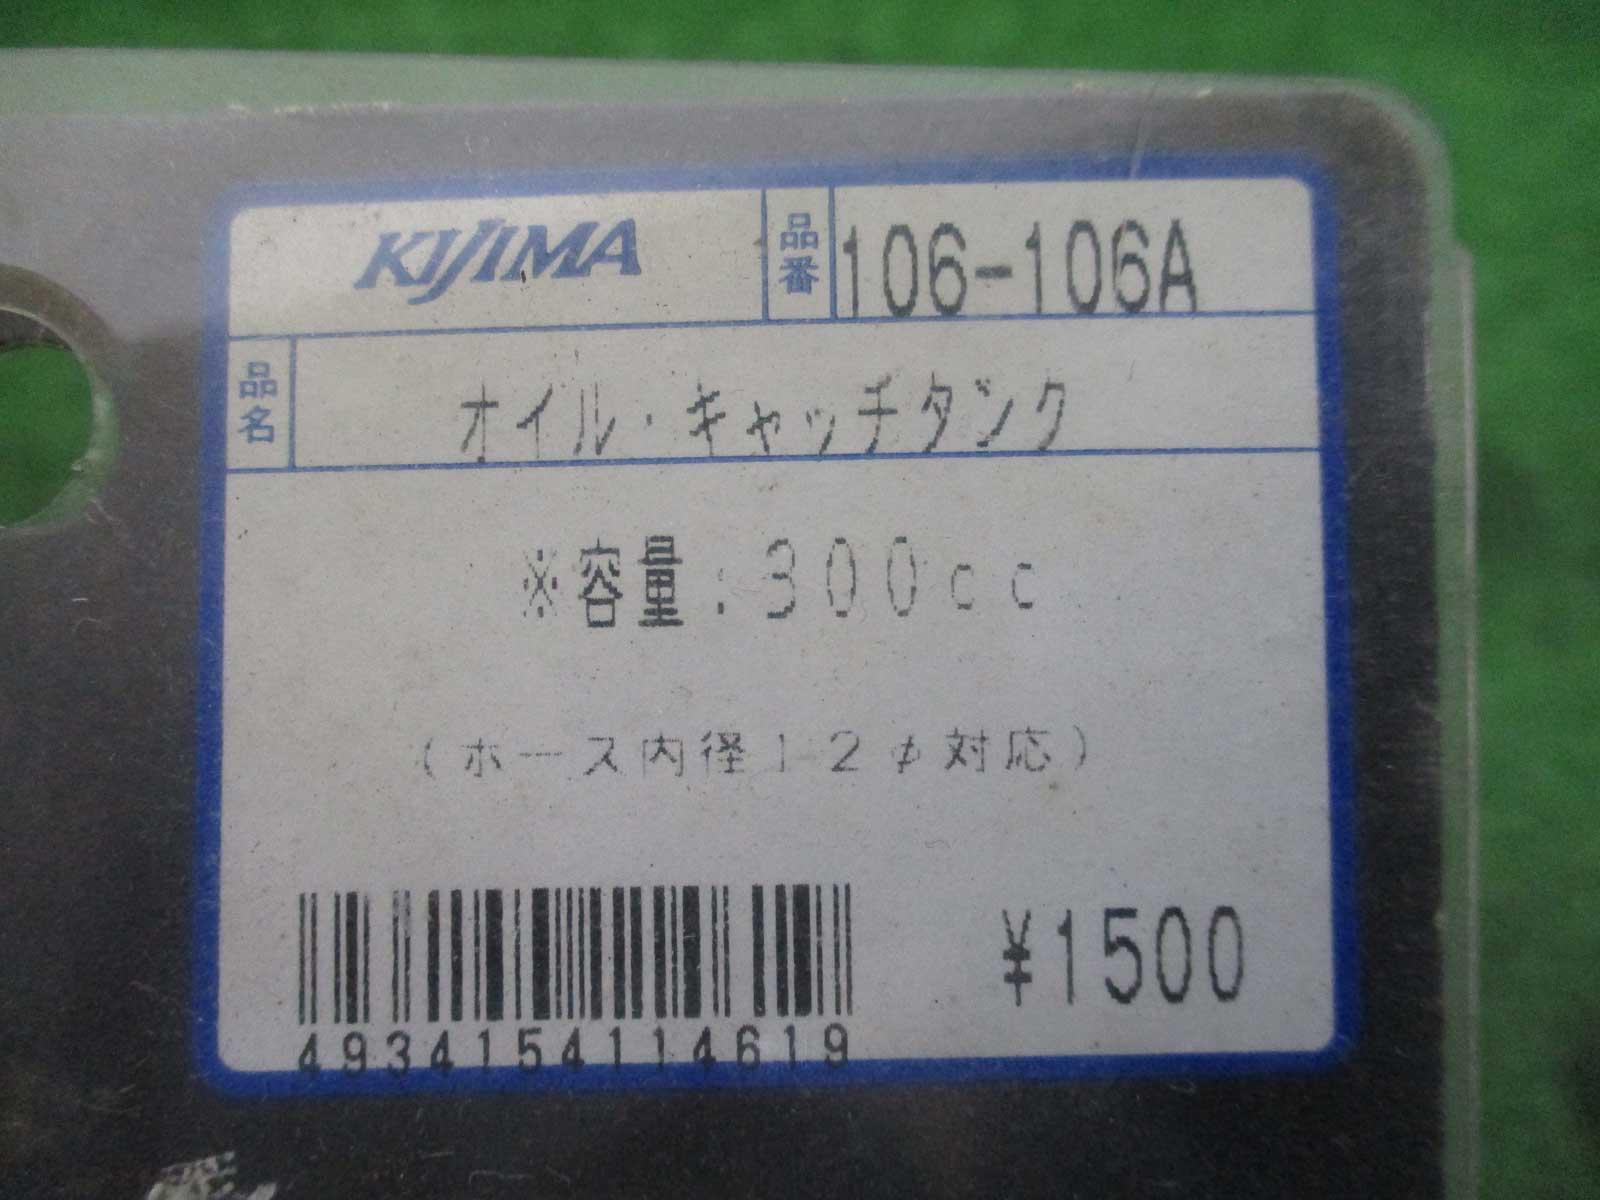 KIJIMA 品番 106-106A
品名 オイル・キャッチタンク
※容量:300cc
(ホース内径12φ対応)
¥1500
4934154114619